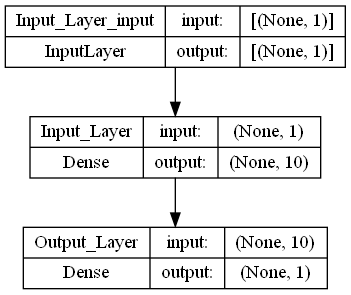 Input_Layer_input input: [(None, 1)]
InputLayer output: [(None, 1)]
Input_Layer input: (None, 1)
Dense output: (None, 10)
Output_Layer input: (None, 10)
Dense output: (None, 1)